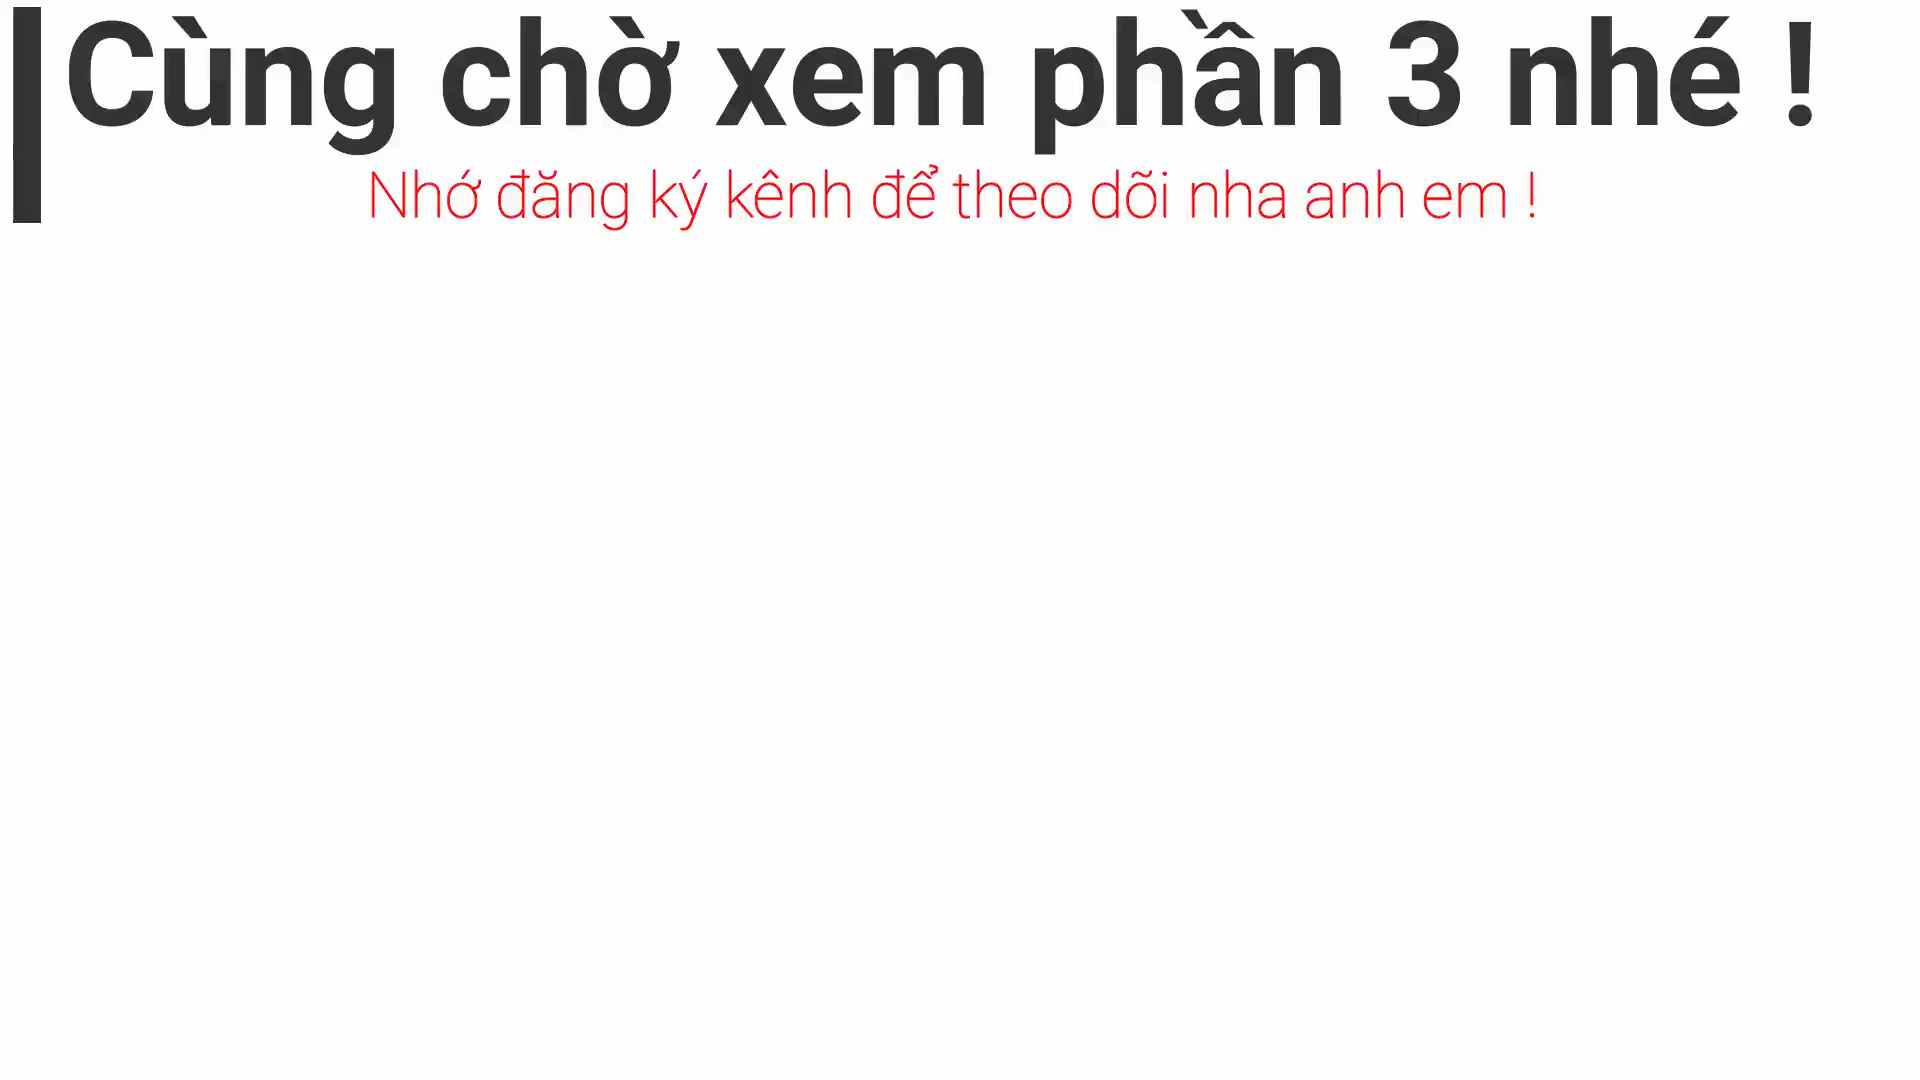 Cùng chờ xem phần 3 nhé !
Nhớ đăng ký kênh để theo dõi nha anh em !